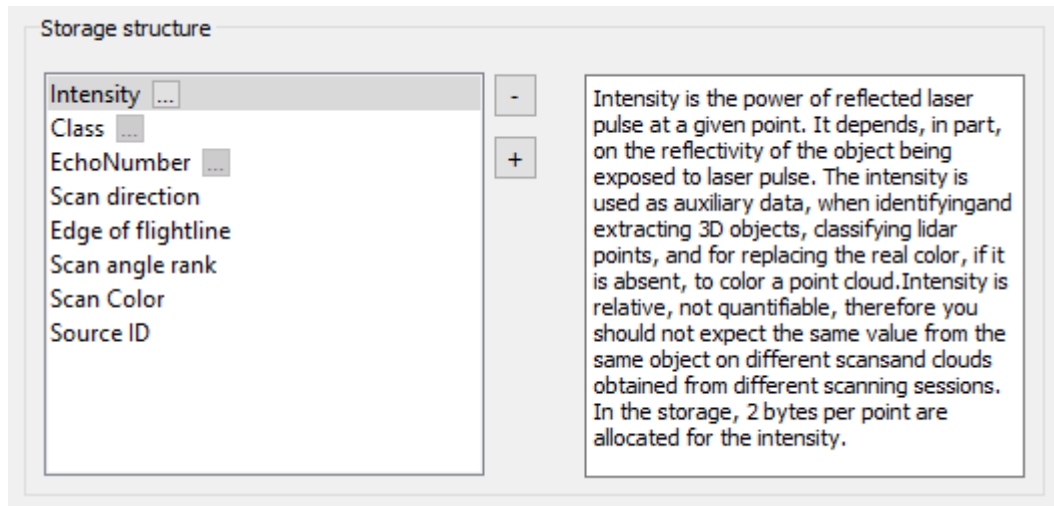 Storage structure
Intensity ...
Class ...
EchoNumber ...
Scan direction
Edge of flightline
Scan angle rank
Scan Color
Source ID
-
+
Intensity is the power of reflected laser
pulse at a given point. It depends, in part,
on the reflectivity of the object being
exposed to laser pulse. The intensity is
used as auxiliary data, when identifyingand
extracting 3D objects, classifying lidar
points, and for replacing the real color, if it
is absent, to color a point cloud.Intensity is
relative, not quantifiable, therefore you
should not expect the same value from the
same object on different scansand clouds
obtained from different scanning sessions.
In the storage, 2 bytes per point are
allocated for the intensity.